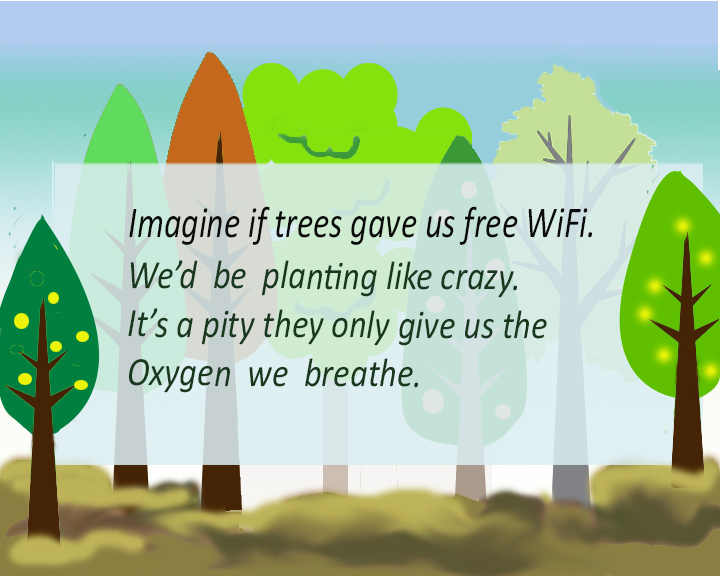 Imagine if trees gave us free WiFi.
We'd be planting like crazy.
It's a pity they only give us the
Oxygen we breathe.